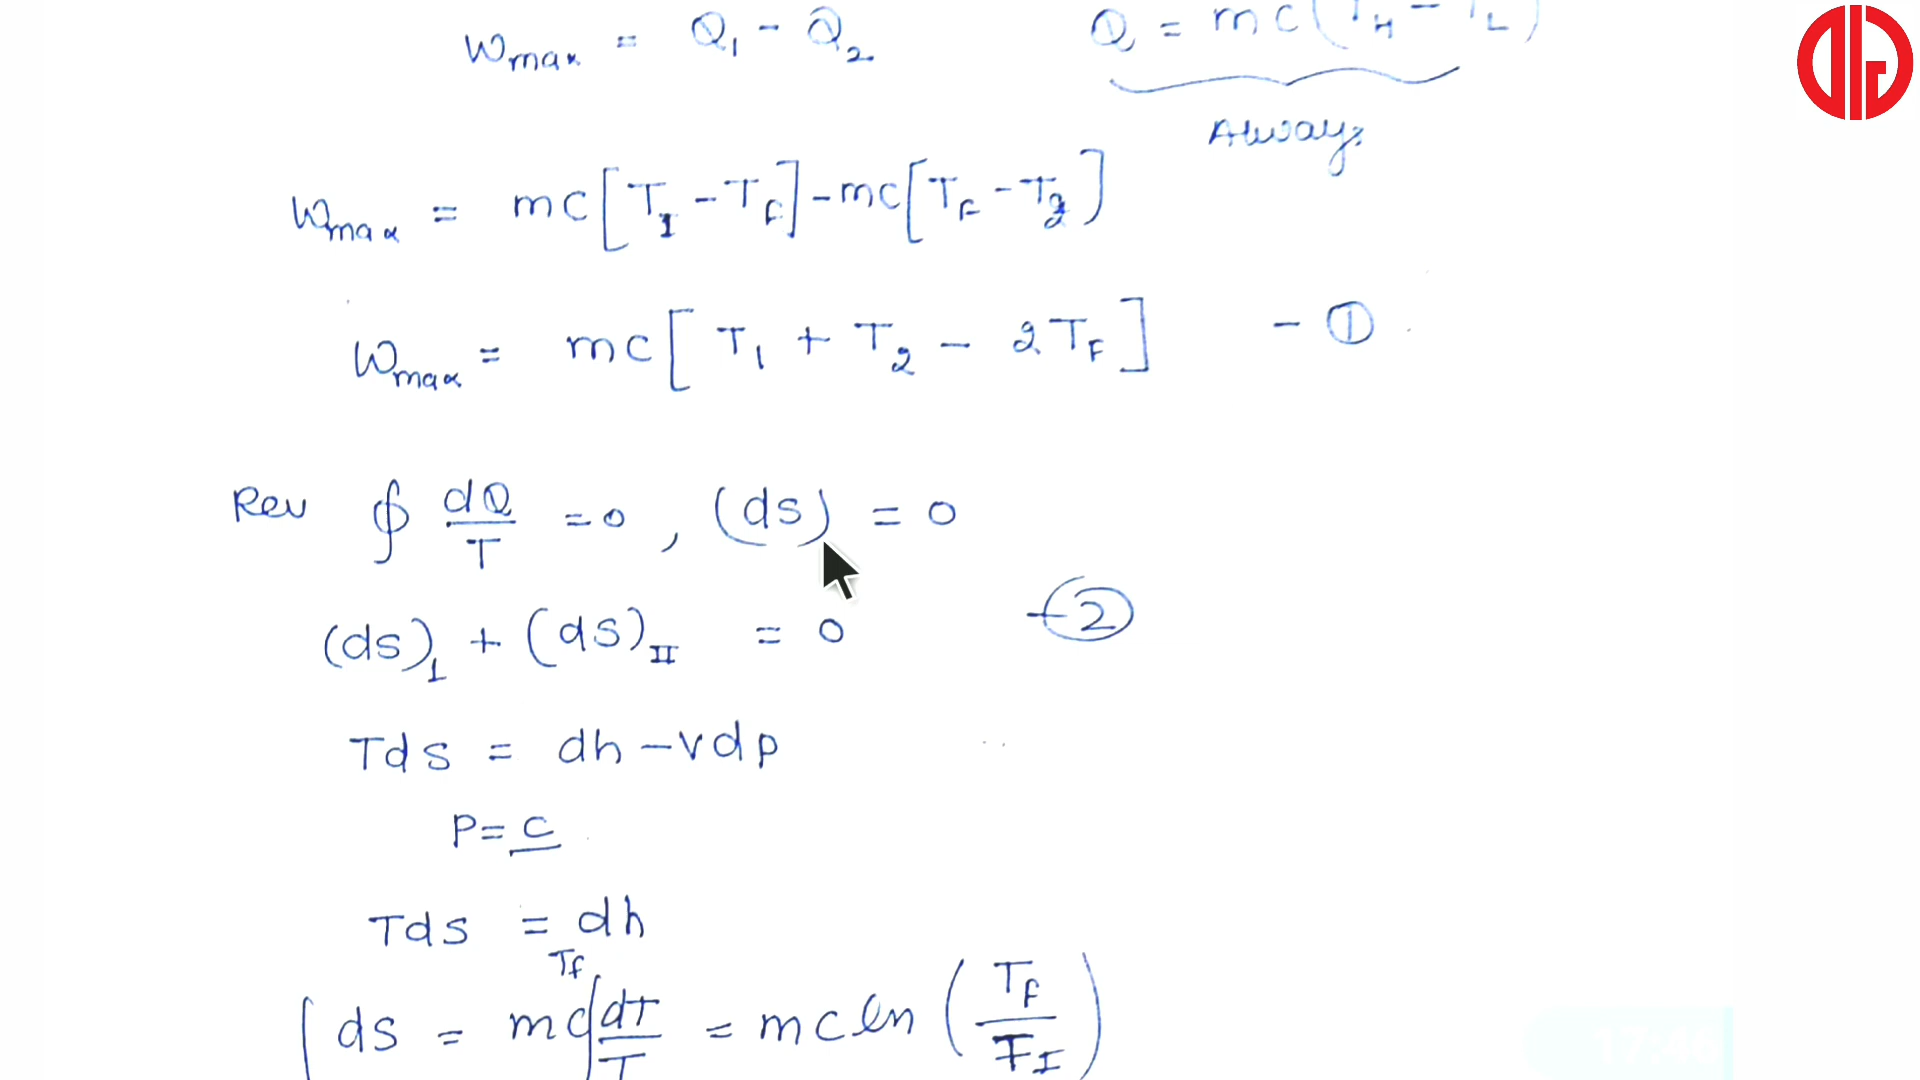 Wmax = Q1 - Q2
Q = mc(TH - TL)
Always
Wmax = mc[T1 - TF] - mc[TF - T2]
Wmax = mc[T1 + T2 - 2TF] - ①
Rev ∮ dQ/T = 0, (ds) = 0
(ds)I + (ds)II = 0 - ②
Tds = dh - vdp
P = c
Tds = dh
∫ds = mc∫^Tf dT/T = mc ln (TF/TI)